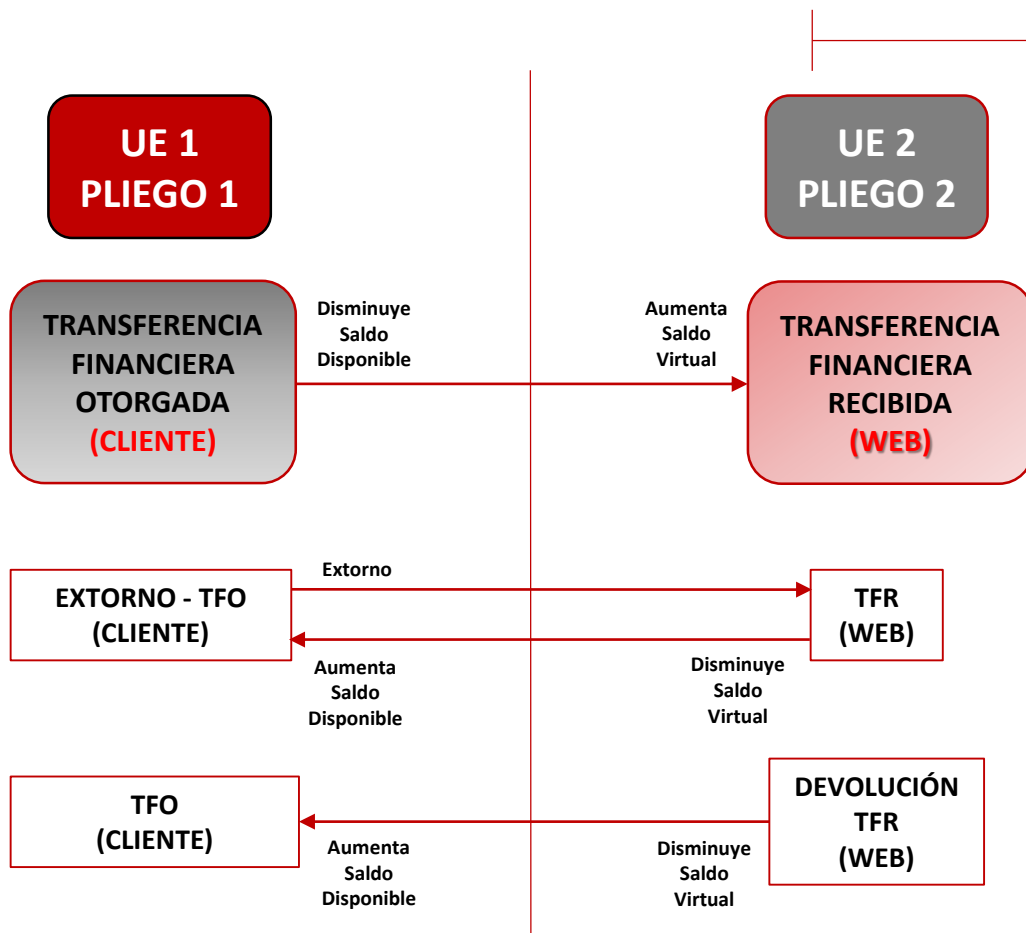 UE 1
PLIEGO 1
UE 2
PLIEGO 2
TRANSFERENCIA
FINANCIERA
OTORGADA
(CLIENTE)
Disminuye
Saldo
Disponible
Aumenta
Saldo
Virtual
TRANSFERENCIA
FINANCIERA
RECIBIDA
(WEB)
EXTORNO - TFO
(CLIENTE)
Extorno
TFR
(WEB)
Aumenta
Saldo
Disponible
Disminuye
Saldo
Virtual
TFO
(CLIENTE)
DEVOLUCIÓN
TFR
(WEB)
Aumenta
Saldo
Disponible
Disminuye
Saldo
Virtual